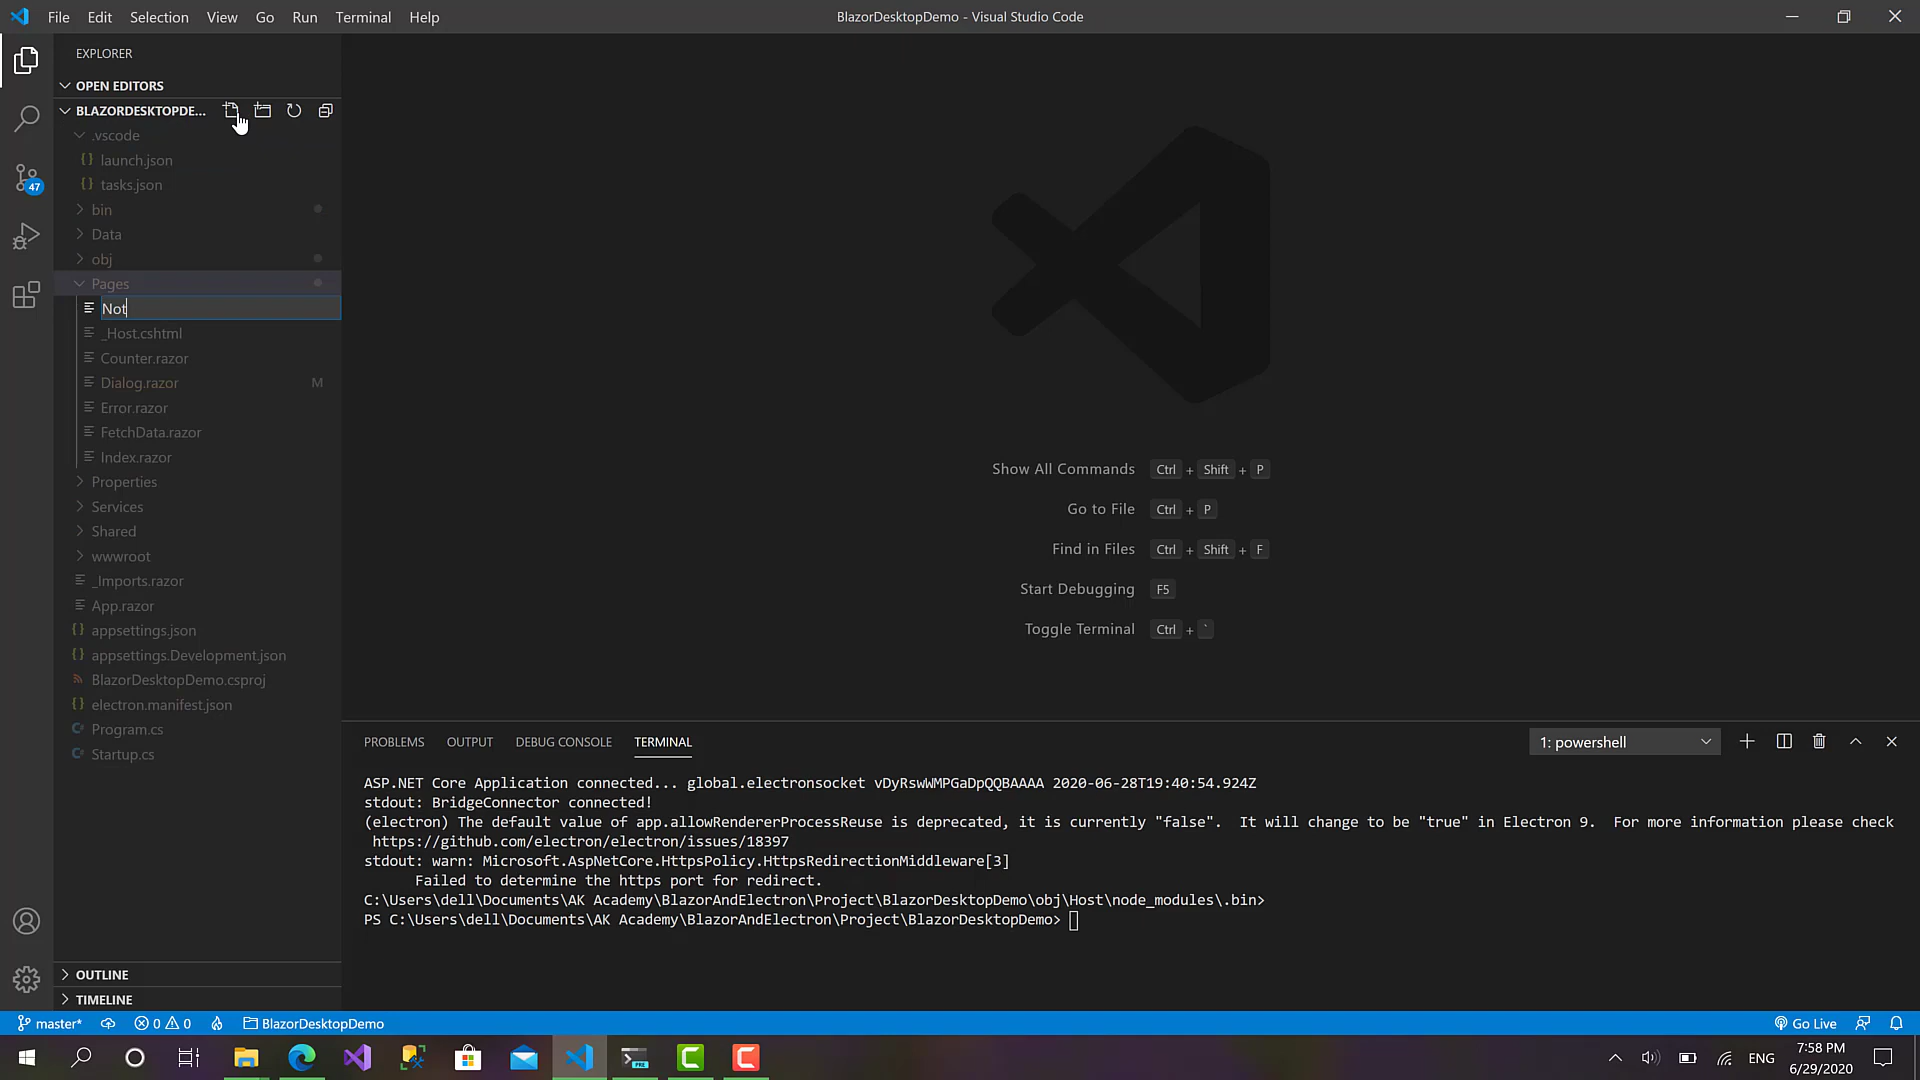 File Edit Selection View Go Run Terminal Help
BlazorDesktopDemo - Visual Studio Code
EXPLORER
OPEN EDITORS
BLAZORDESKTOPDE...
.vscode
launch.json
tasks.json
47
bin
Data
obj
Pages
Not
_Host.cshtml
Counter.razor
Dialog.razor M
Error.razor
FetchData.razor
Index.razor
Properties
Services
Shared
wwwroot
_Imports.razor
App.razor
appsettings.json
appsettings.Development.json
BlazorDesktopDemo.csproj
electron.manifest.json
Program.cs
Startup.cs
OUTLINE
TIMELINE
Show All Commands Ctrl + Shift + P
Go to File Ctrl + P
Find in Files Ctrl + Shift + F
Start Debugging F5
Toggle Terminal Ctrl + `
PROBLEMS OUTPUT DEBUG CONSOLE TERMINAL
1: powershell
ASP.NET Core Application connected... global.electronsocket vDyRswWMPGaDpQQBAAAA 2020-06-28T19:40:54.924Z
stdout: BridgeConnector connected!
(electron) The default value of app.allowRendererProcessReuse is deprecated, it is currently "false". It will change to be "true" in Electron 9. For more information please check
https://github.com/electron/electron/issues/18397
stdout: warn: Microsoft.AspNetCore.HttpsPolicy.HttpsRedirectionMiddleware[3]
Failed to determine the https port for redirect.
C:\Users\dell\Documents\AK Academy\BlazorAndElectron\Project\BlazorDesktopDemo\obj\Host\node_modules\.bin>
PS C:\Users\dell\Documents\AK Academy\BlazorAndElectron\Project\BlazorDesktopDemo>
master* 0 0 BlazorDesktopDemo
Go Live
ENG
7:58 PM
6/29/2020